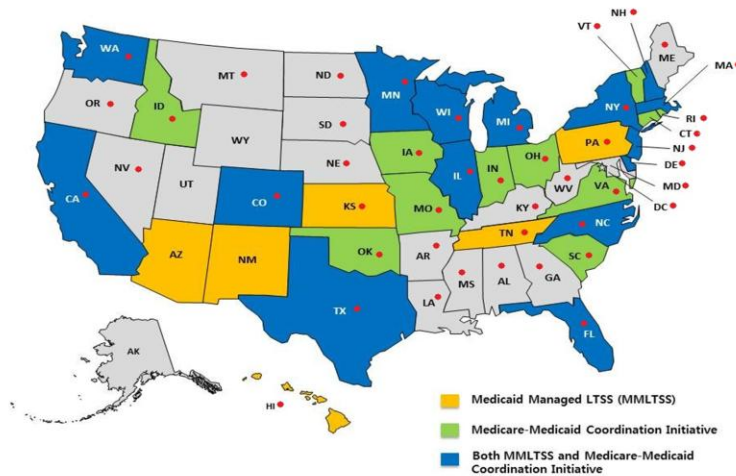 NH
VT
ME
MA
WA
MT
ND
MN
OR
ID
WI
MI
NY
RI
SD
CT
WY
IA
PA
NJ
NE
OH
DE
NV
IL
IN
MD
UT
WV
VA
CA
CO
KS
MO
KY
DC
NC
TN
AZ
NM
OK
AR
SC
MS
AL
GA
TX
LA
FL
AK
HI
Medicaid Managed LTSS (MMLTSS)
Medicare-Medicaid Coordination Initiative
Both MMLTSS and Medicare-Medicaid
Coordination Initiative